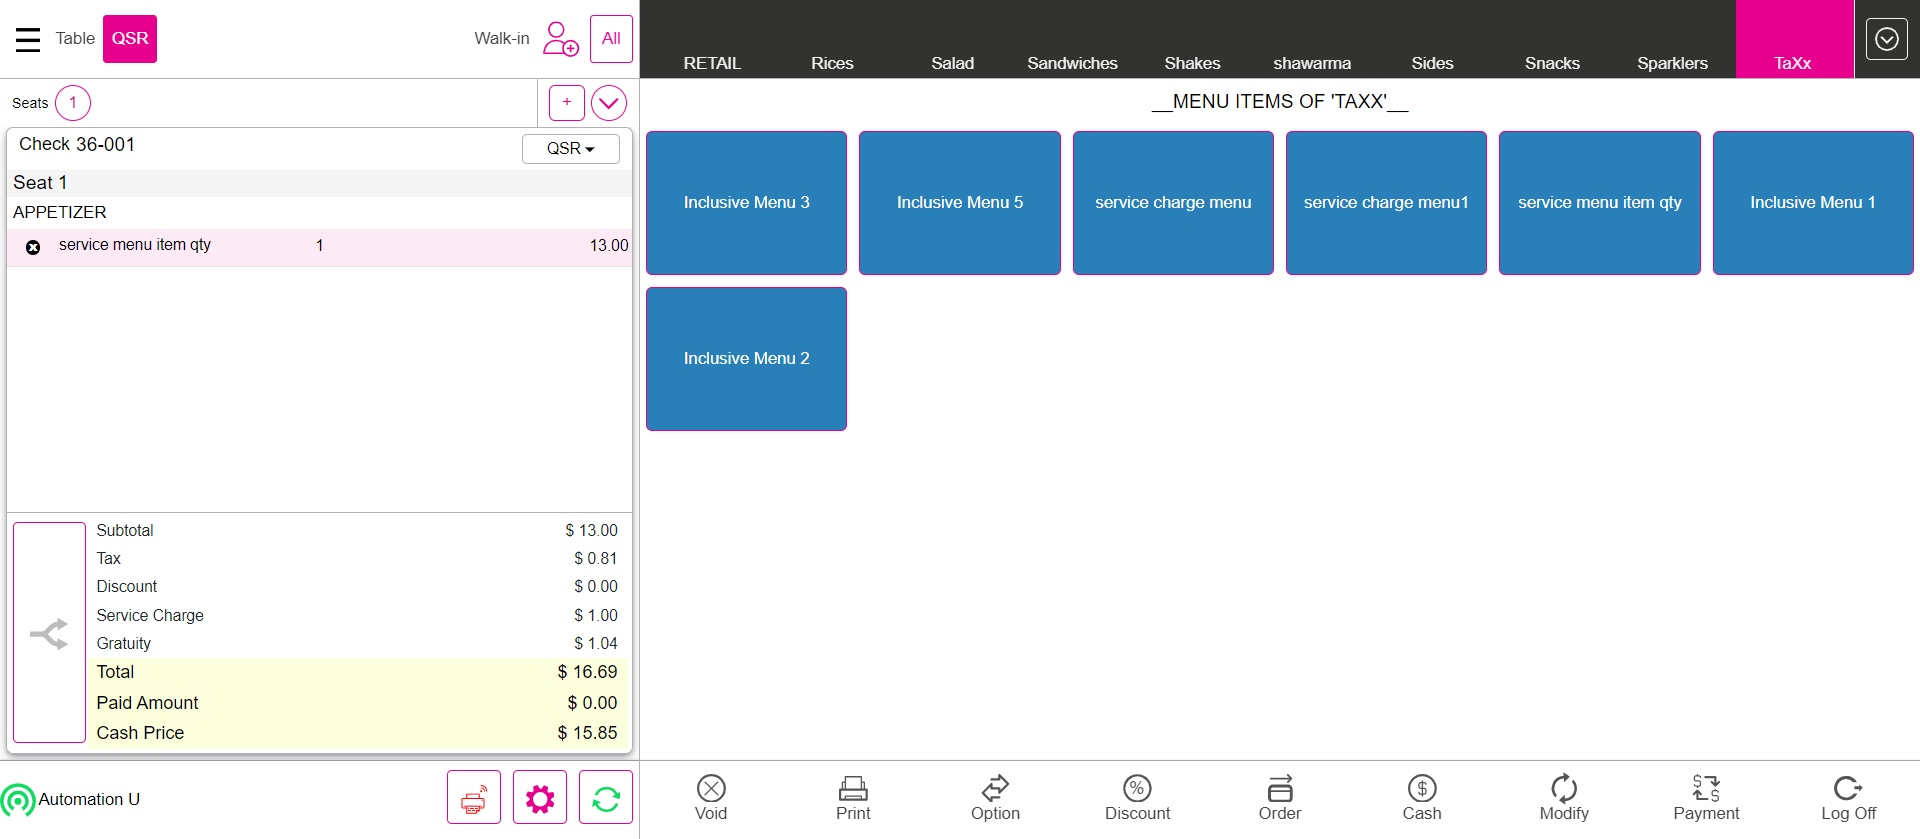 Table
QSR
Walk-in
All
RETAIL
Rices
Salad
Sandwiches
Shakes
shawarma
Sides
Snacks
Sparklers
TaXx
Seats
1
+
__MENU ITEMS OF 'TAXX'__
Check 36-001
QSR
Seat 1
APPETIZER
service menu item qty 1 13.00
Inclusive Menu 3
Inclusive Menu 5
service charge menu
service charge menu1
service menu item qty
Inclusive Menu 1
Inclusive Menu 2
Subtotal $ 13.00
Tax $ 0.81
Discount $ 0.00
Service Charge $ 1.00
Gratuity $ 1.04
Total $ 16.69
Paid Amount $ 0.00
Cash Price $ 15.85
Automation U
Void
Print
Option
Discount
Order
Cash
Modify
Payment
Log Off